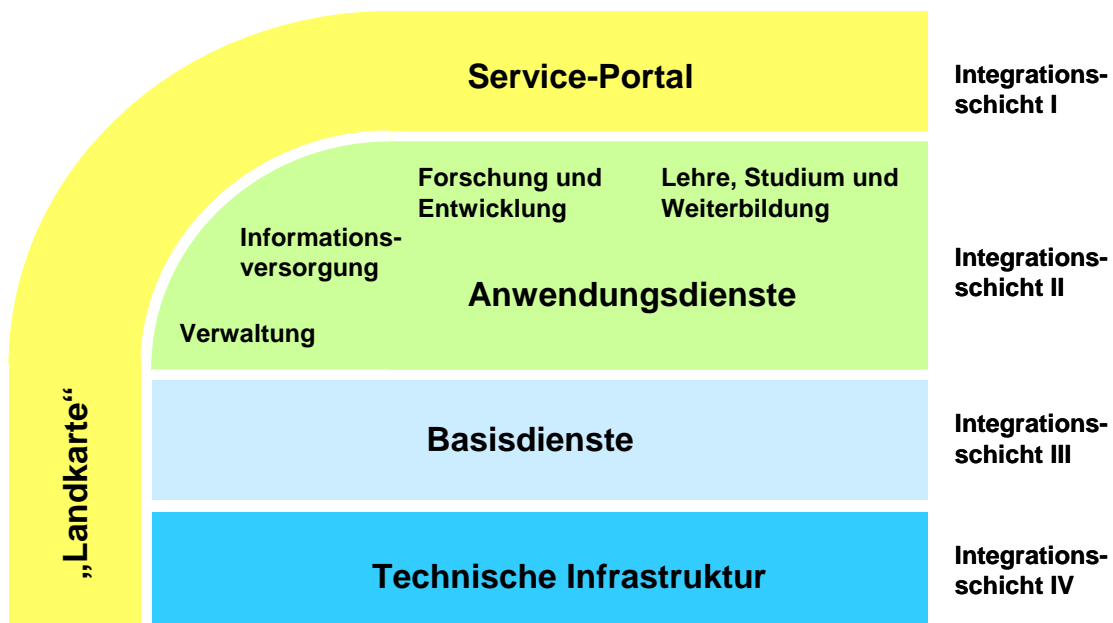 Service-Portal
Integrations-
schicht I
Forschung und
Entwicklung
Lehre, Studium und
Weiterbildung
Informations-
versorgung
Anwendungsdienste
Verwaltung
Integrations-
schicht II
Basisdienste
Integrations-
schicht III
Technische Infrastruktur
Integrations-
schicht IV
„Landkarte“